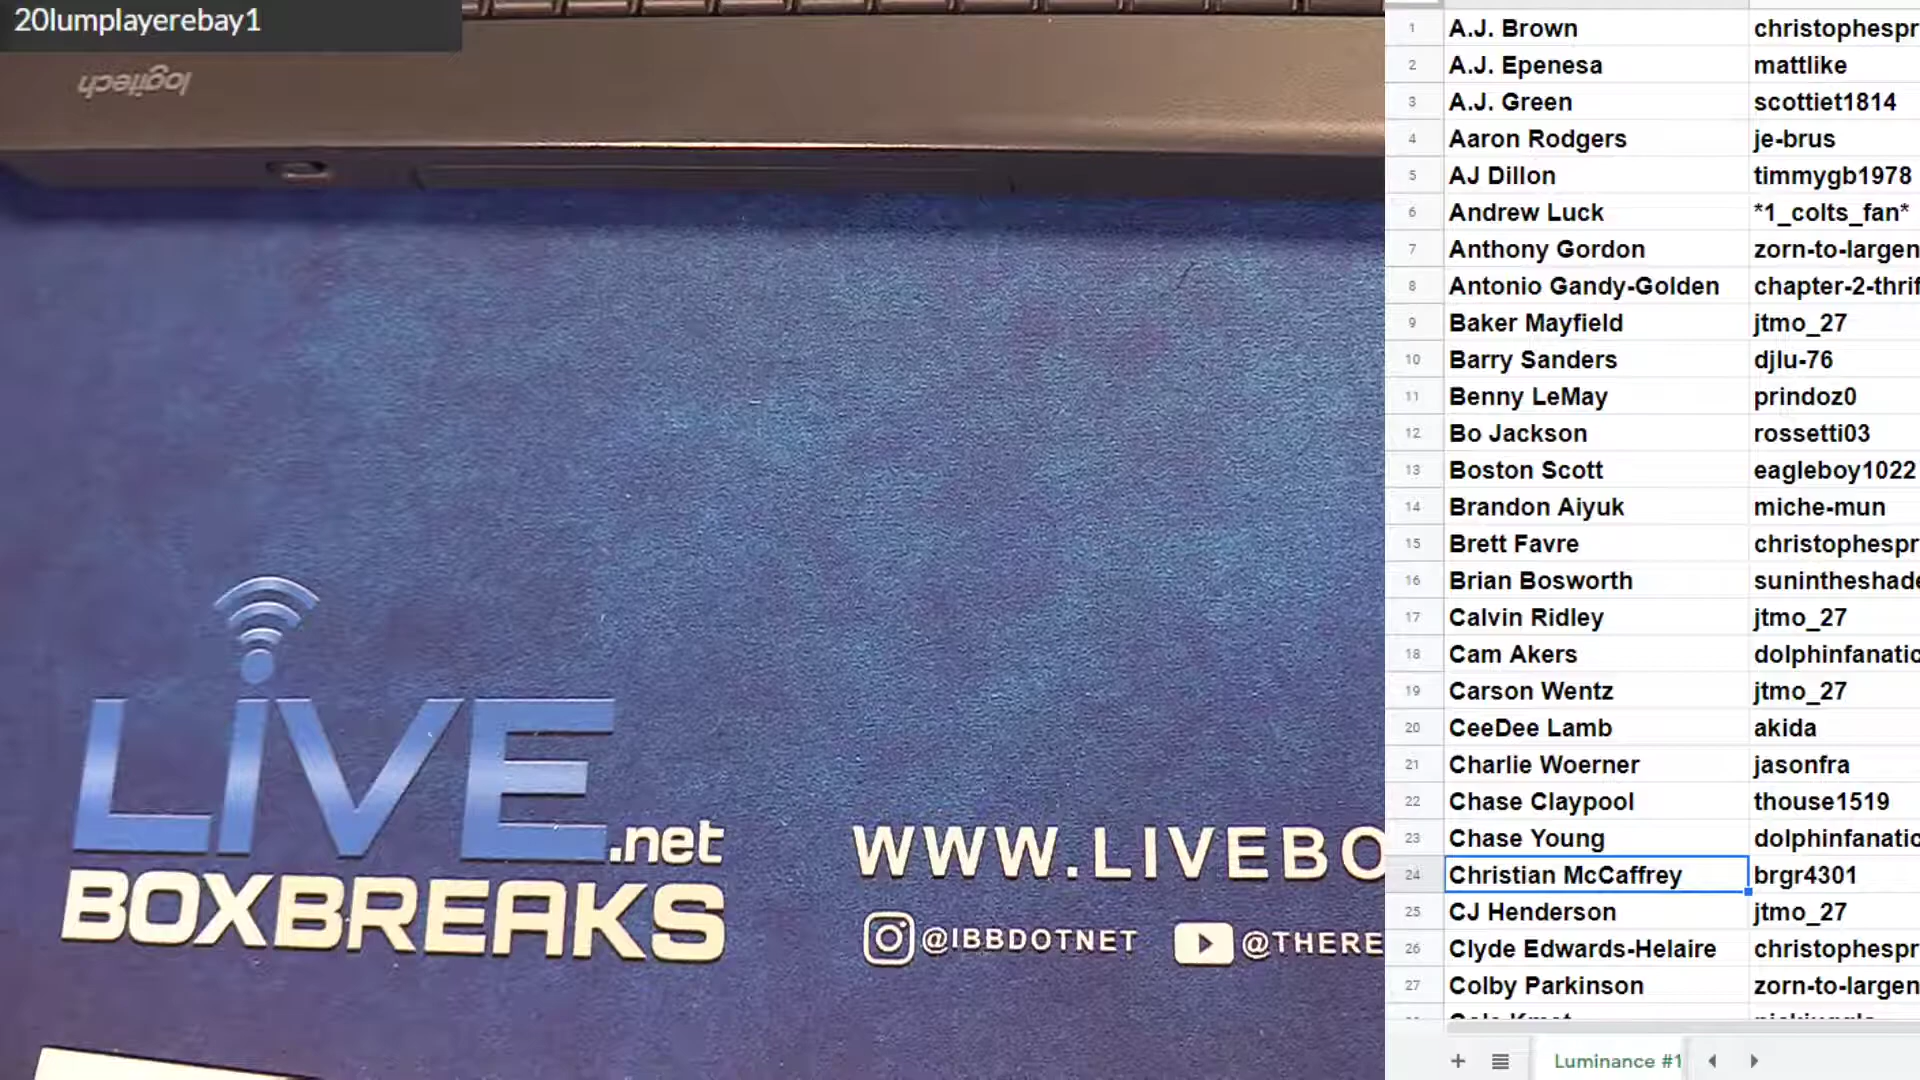 20lumplayerebay1
logitech
LIVE.net
BOXBREAKS
WWW.LIVEBO
@IBBDOTNET @THERE
1 A.J. Brown christophespr
2 A.J. Epenesa mattlike
3 A.J. Green scottiet1814
4 Aaron Rodgers je-brus
5 AJ Dillon timmygb1978
6 Andrew Luck *1_colts_fan*
7 Anthony Gordon zorn-to-largen
8 Antonio Gandy-Golden chapter-2-thrif
9 Baker Mayfield jtmo_27
10 Barry Sanders djlu-76
11 Benny LeMay prindoz0
12 Bo Jackson rossetti03
13 Boston Scott eagleboy1022
14 Brandon Aiyuk miche-mun
15 Brett Favre christophespr
16 Brian Bosworth sunintheshade
17 Calvin Ridley jtmo_27
18 Cam Akers dolphinfanatic
19 Carson Wentz jtmo_27
20 CeeDee Lamb akida
21 Charlie Woerner jasonfra
22 Chase Claypool thouse1519
23 Chase Young dolphinfanatic
24 Christian McCaffrey brgr4301
25 CJ Henderson jtmo_27
26 Clyde Edwards-Helaire christophespr
27 Colby Parkinson zorn-to-largen
Luminance #1